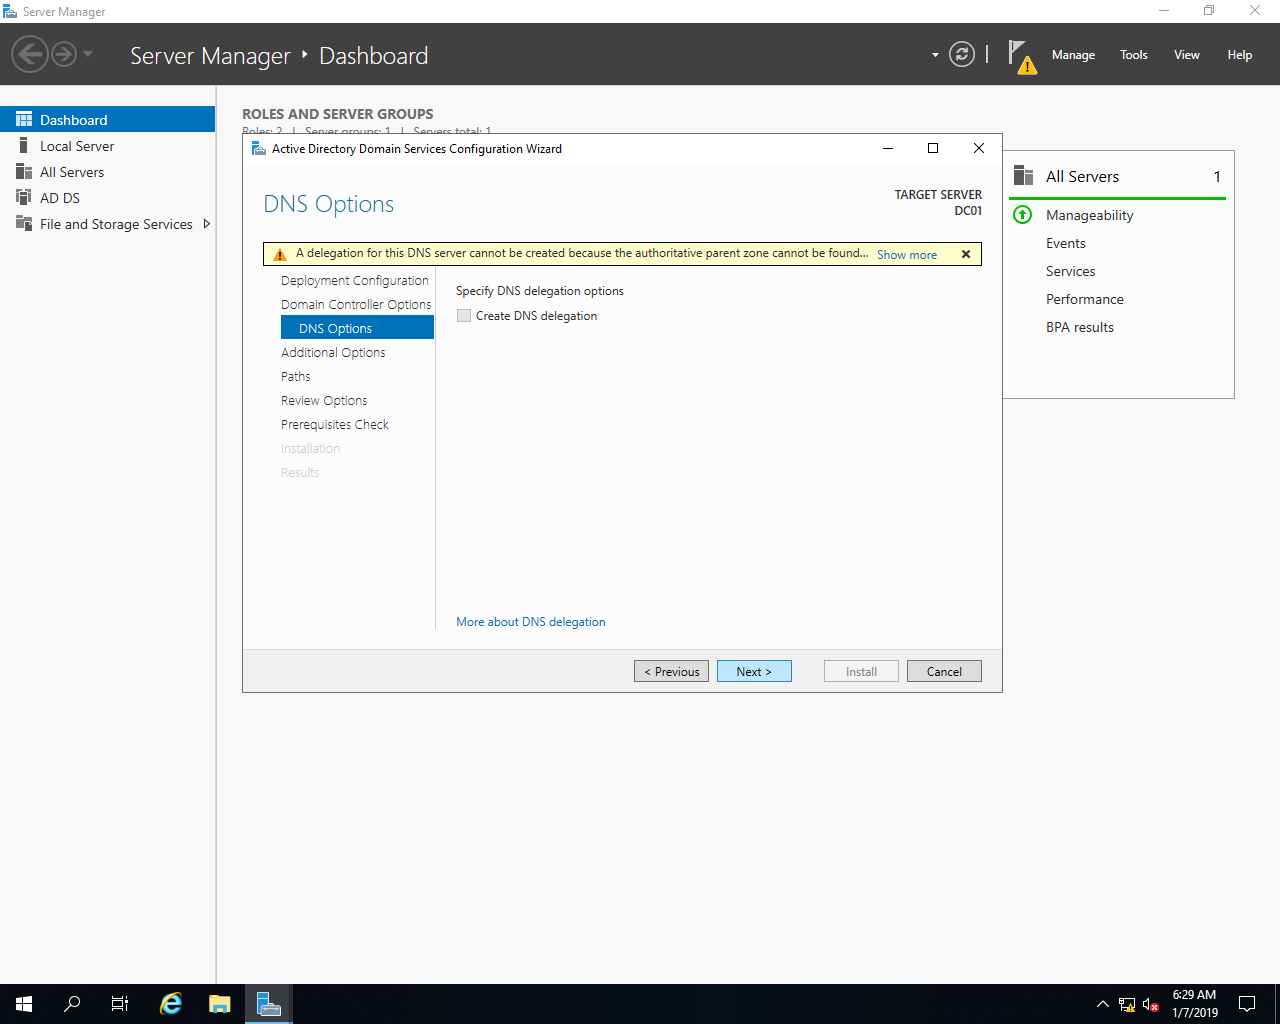 Server Manager
Server Manager ‣ Dashboard
Manage Tools View Help
Dashboard
Local Server
All Servers
AD DS
File and Storage Services
ROLES AND SERVER GROUPS
Roles: 2 | Server groups: 1 | Servers total: 1
Active Directory Domain Services Configuration Wizard
DNS Options
TARGET SERVER
DC01
A delegation for this DNS server cannot be created because the authoritative parent zone cannot be found... Show more
Deployment Configuration
Domain Controller Options
DNS Options
Additional Options
Paths
Review Options
Prerequisites Check
Installation
Results
Specify DNS delegation options
Create DNS delegation
More about DNS delegation
< Previous
Next >
Install
Cancel
All Servers 1
Manageability
Events
Services
Performance
BPA results
6:29 AM
1/7/2019